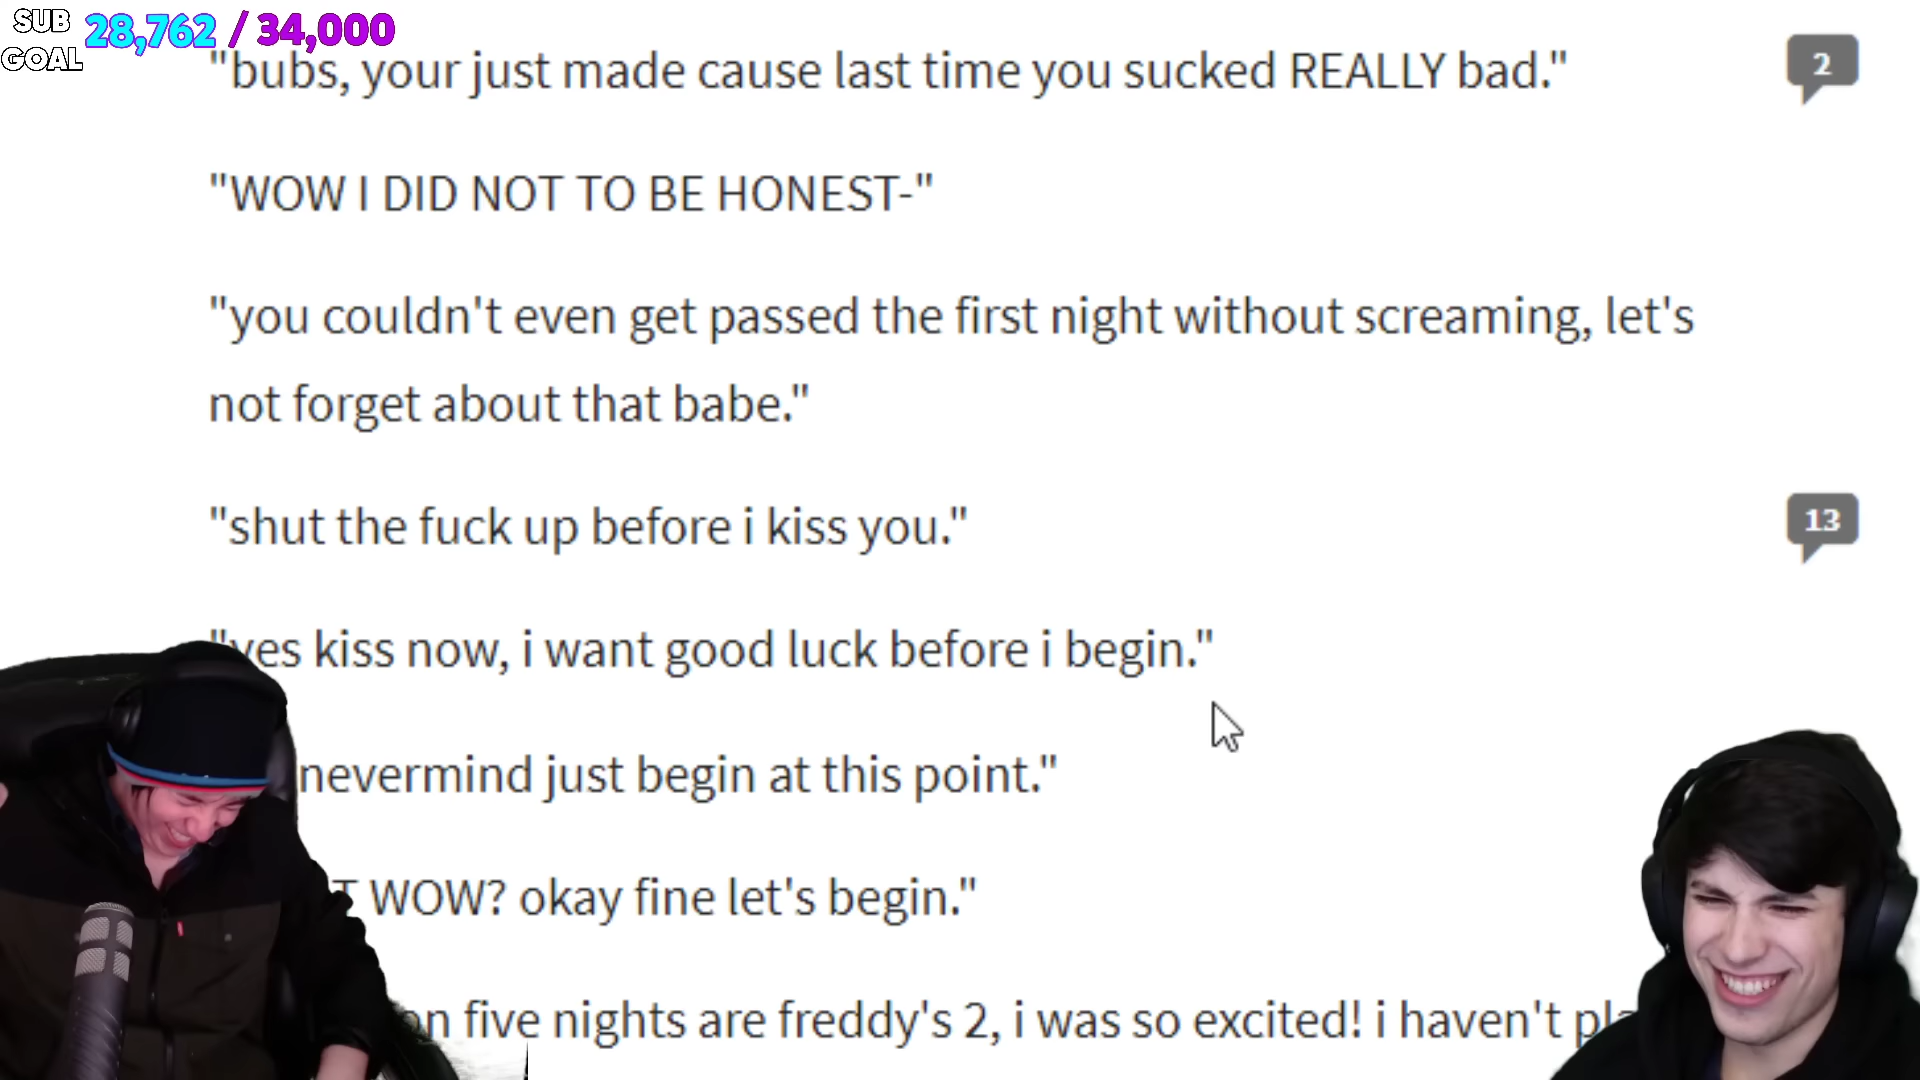 SUB
GOAL
28,762 / 34,000
"bubs, your just made cause last time you sucked REALLY bad."
2
"WOW I DID NOT TO BE HONEST-"
"you couldn't even get passed the first night without screaming, let's
not forget about that babe."
"shut the fuck up before i kiss you."
13
"yes kiss now, i want good luck before i begin."
nevermind just begin at this point."
WOW? okay fine let's begin."
five nights are freddy's 2, i was so excited! i haven't